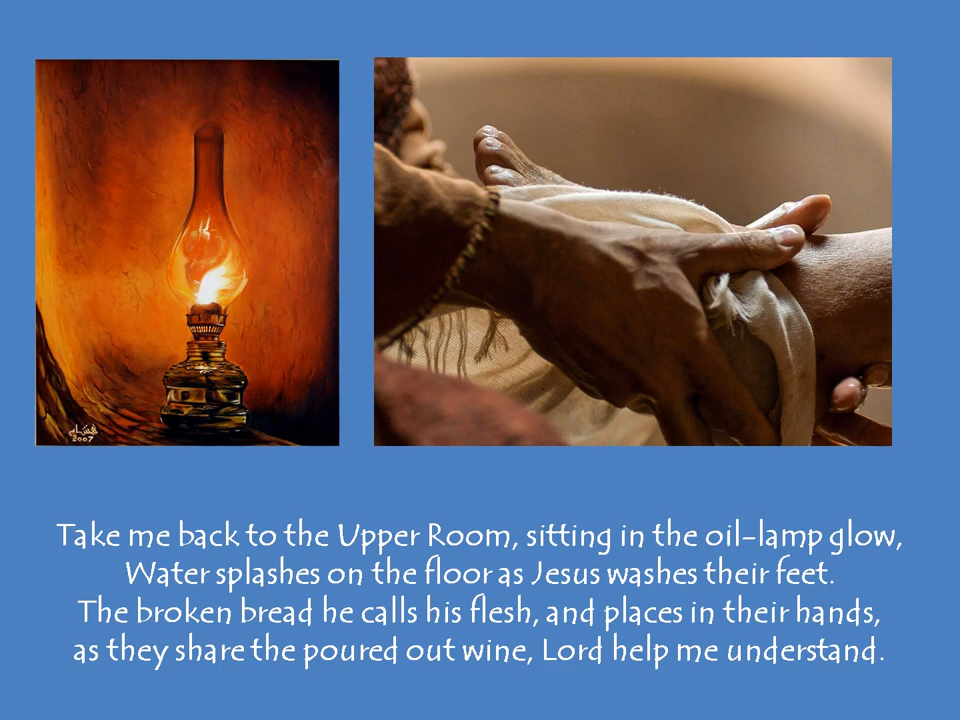 هشام
2007
Take me back to the Upper Room, sitting in the oil-lamp glow,
Water splashes on the floor as Jesus washes their feet.
The broken bread he calls his flesh, and places in their hands,
as they share the poured out wine, Lord help me understand.